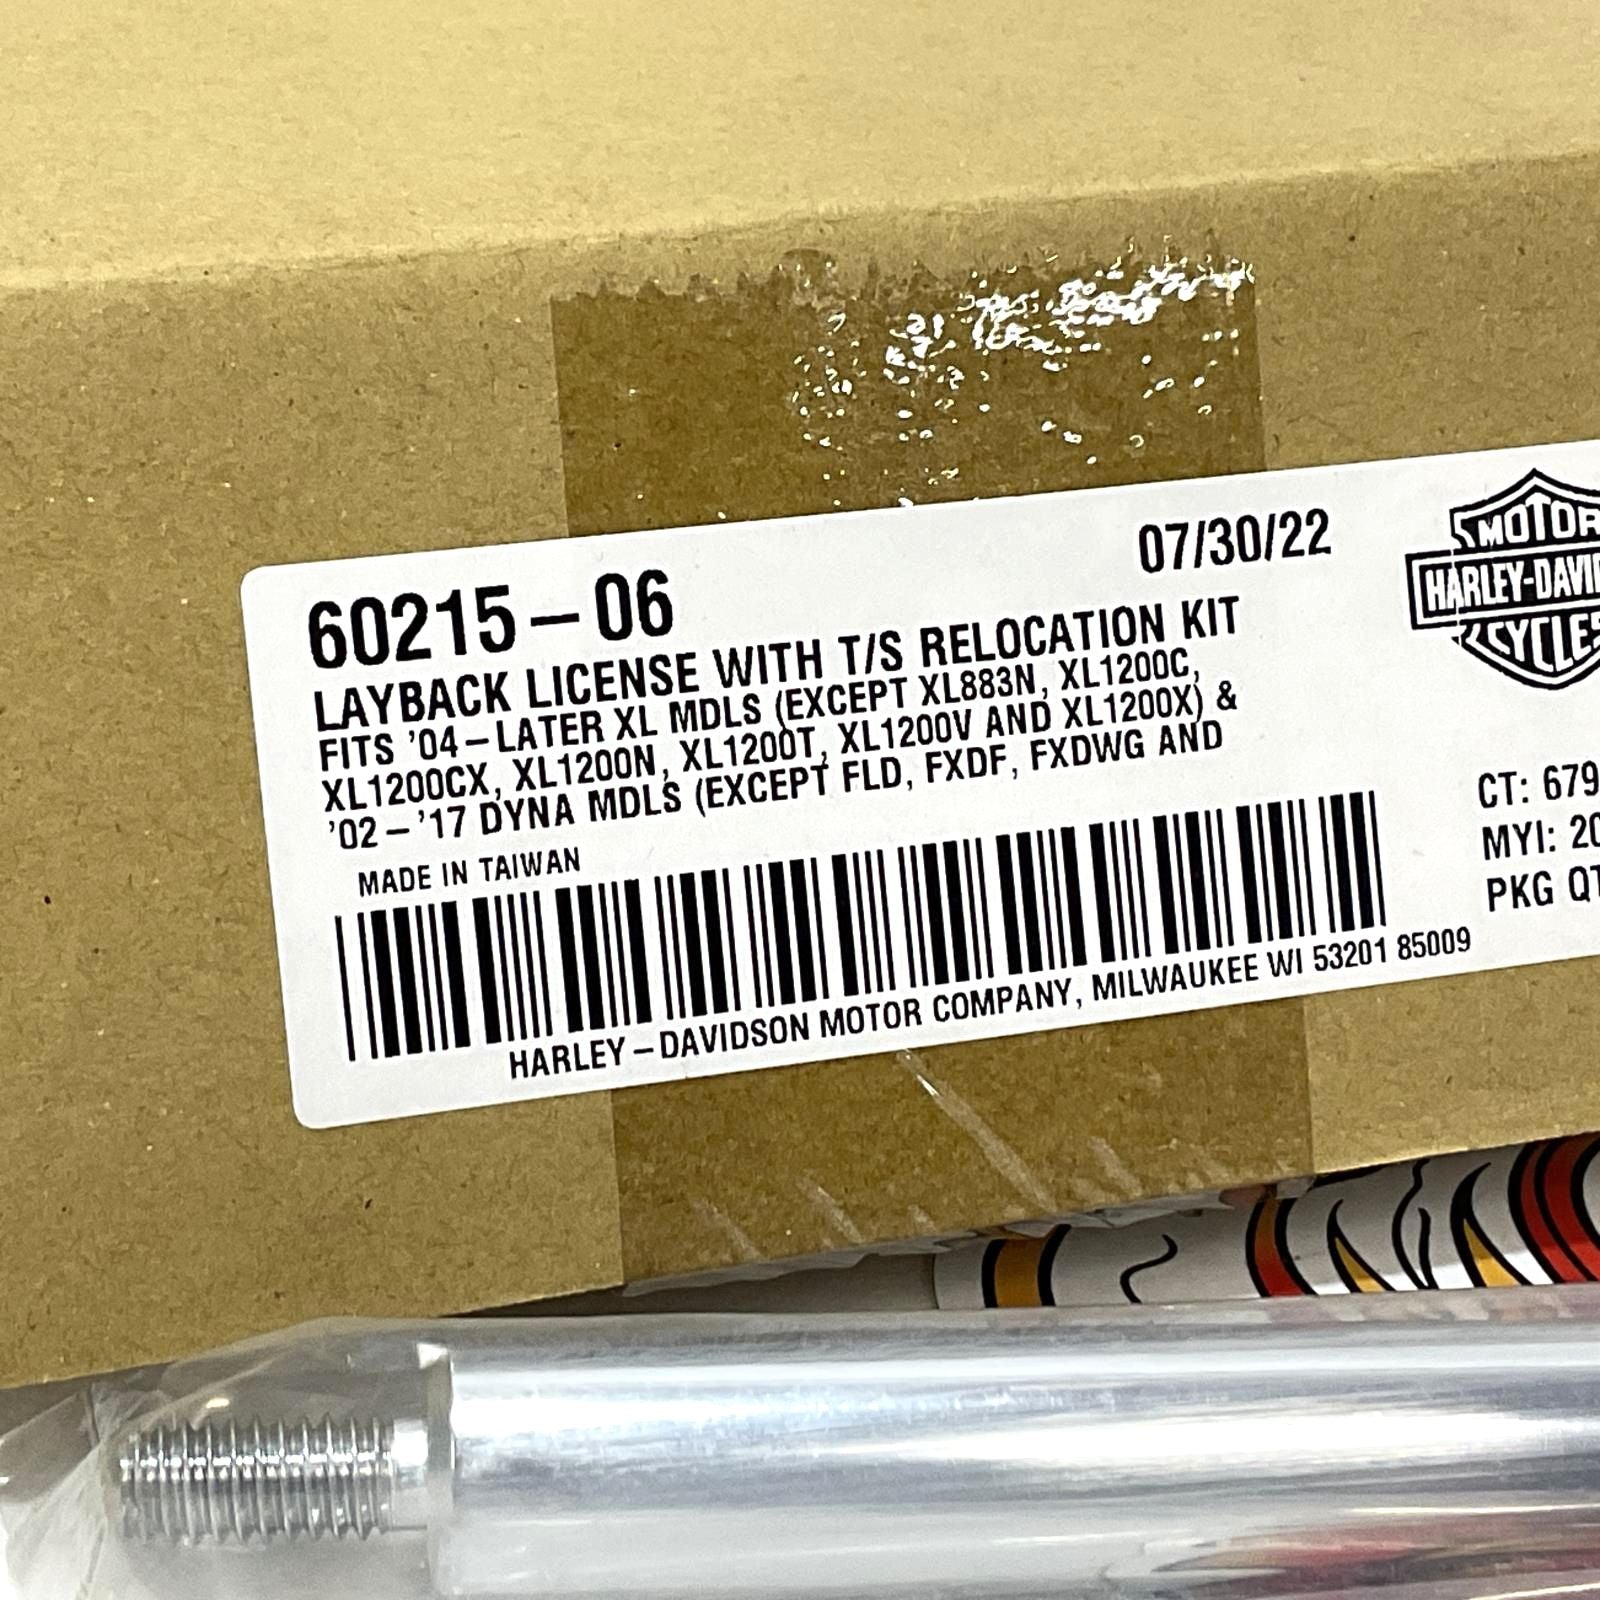 60215-06
07/30/22
LAYBACK LICENSE WITH T/S RELOCATION KIT
FITS '04-LATER XL MDLS (EXCEPT XL883N, XL1200C,
XL1200CX, XL1200N, XL1200T, XL1200V AND XL1200X) &
'02-'17 DYNA MDLS (EXCEPT FLD, FXDF, FXDWG AND
MADE IN TAIWAN
HARLEY-DAVIDSON MOTOR COMPANY, MILWAUKEE WI 53201 85009
MOTOR
HARLEY-DAVI
CYCLES
CT: 679
MYI: 20
PKG QT